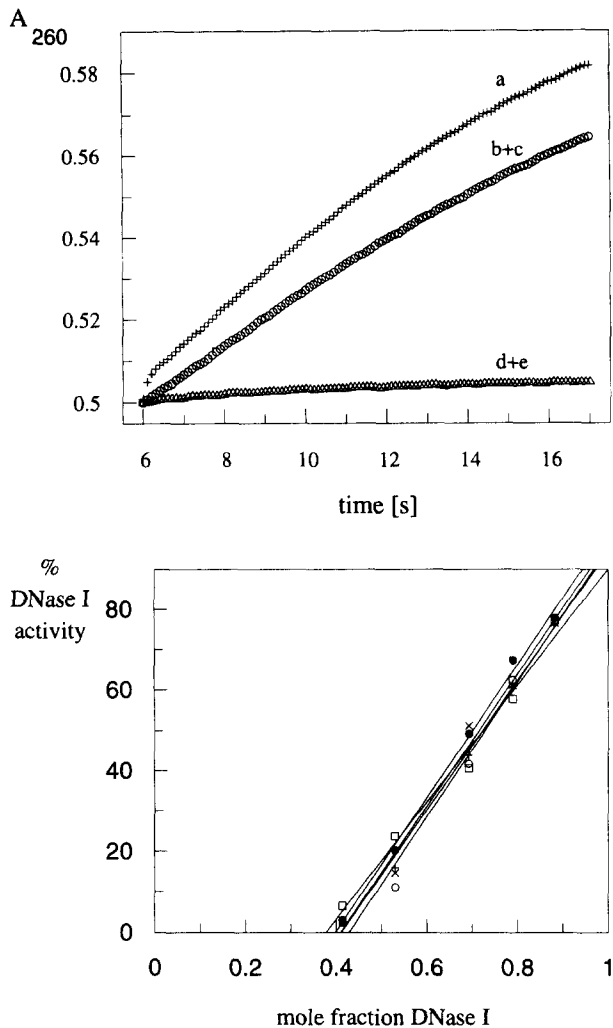 A
260
0.58
a
b+c
0.56
0.54
0.52
d+e
0.5
6 8 10 12 14 16
time [s]
%
DNase I
activity
80
60
40
20
0
0 0.2 0.4 0.6 0.8 1
mole fraction DNase I